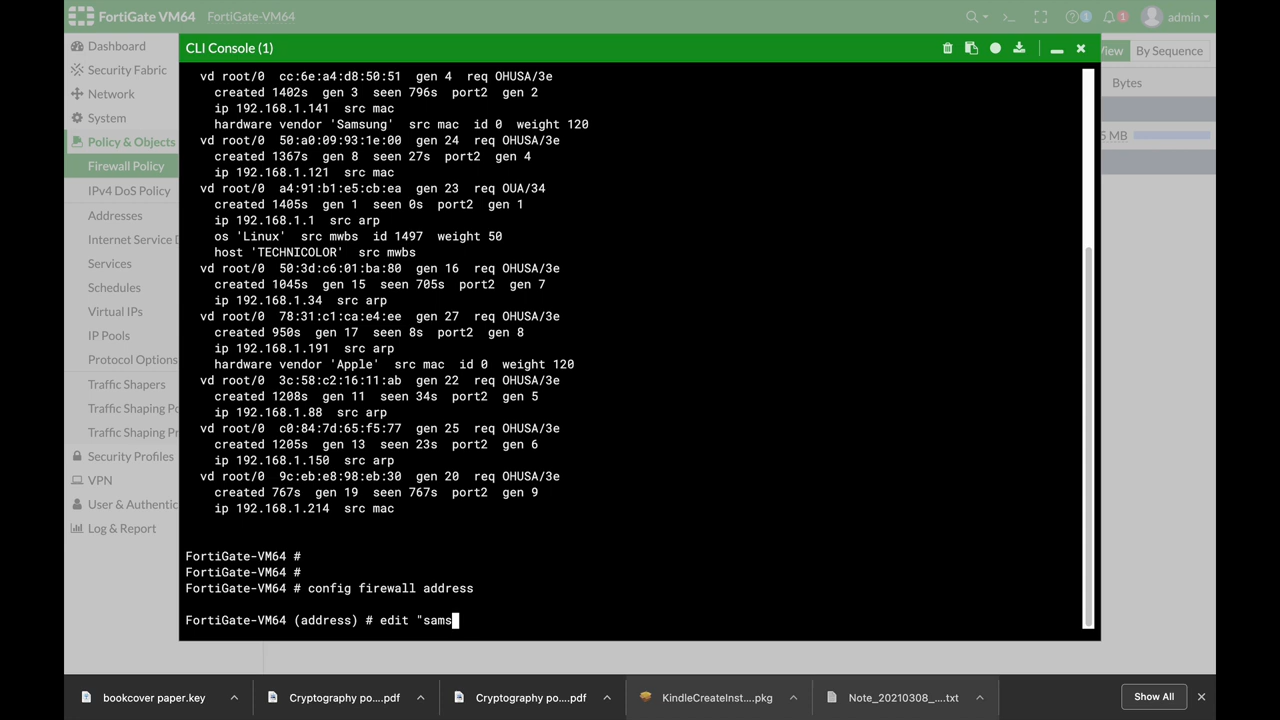 FortiGate VM64 FortiGate-VM64 1 1 admin
Dashboard
Security Fabric
Network
System
Policy & Objects
Firewall Policy
IPv4 DoS Policy
Addresses
Internet Service D
Services
Schedules
Virtual IPs
IP Pools
Protocol Options
Traffic Shapers
Traffic Shaping Po
Traffic Shaping Pr
Security Profiles
VPN
User & Authentic
Log & Report
CLI Console (1)
vd root/0 cc:6e:a4:d8:50:51 gen 4 req OHUSA/3e
created 1402s gen 3 seen 796s port2 gen 2
ip 192.168.1.141 src mac
hardware vendor 'Samsung' src mac id 0 weight 120
vd root/0 50:a0:09:93:1e:00 gen 24 req OHUSA/3e
created 1367s gen 8 seen 27s port2 gen 4
ip 192.168.1.121 src mac
vd root/0 a4:91:b1:e5:cb:ea gen 23 req OUA/34
created 1405s gen 1 seen 0s port2 gen 1
ip 192.168.1.1 src arp
os 'Linux' src mwbs id 1497 weight 50
host 'TECHNICOLOR' src mwbs
vd root/0 50:3d:c6:01:ba:80 gen 16 req OHUSA/3e
created 1045s gen 15 seen 705s port2 gen 7
ip 192.168.1.34 src arp
vd root/0 78:31:c1:ca:e4:ee gen 27 req OHUSA/3e
created 950s gen 17 seen 8s port2 gen 8
ip 192.168.1.191 src arp
hardware vendor 'Apple' src mac id 0 weight 120
vd root/0 3c:58:c2:16:11:ab gen 22 req OHUSA/3e
created 1208s gen 11 seen 34s port2 gen 5
ip 192.168.1.88 src arp
vd root/0 c0:84:7d:65:f5:77 gen 25 req OHUSA/3e
created 1205s gen 13 seen 23s port2 gen 6
ip 192.168.1.150 src arp
vd root/0 9c:eb:e8:98:eb:30 gen 20 req OHUSA/3e
created 767s gen 19 seen 767s port2 gen 9
ip 192.168.1.214 src mac
FortiGate-VM64 #
FortiGate-VM64 #
FortiGate-VM64 # config firewall address
FortiGate-VM64 (address) # edit "sams
View By Sequence
Bytes
5 MB
bookcover paper.key
Cryptography po....pdf
Cryptography po....pdf
KindleCreateInst....pkg
Note_20210308_....txt
Show All